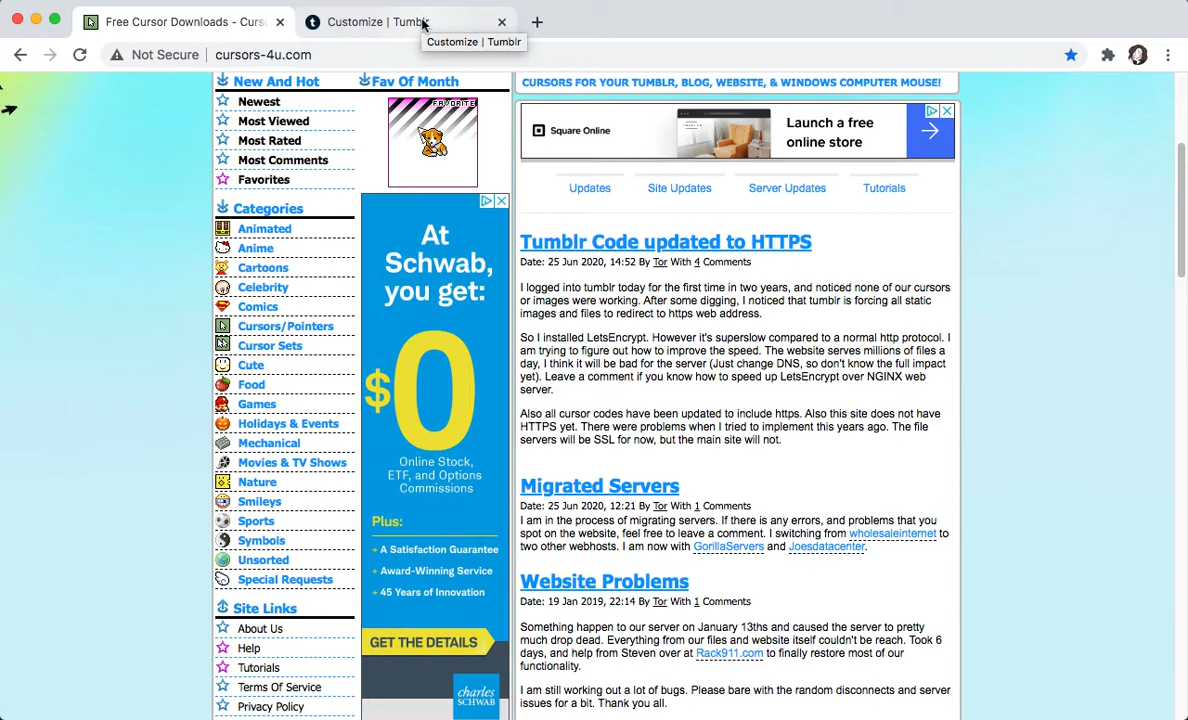 Free Cursor Downloads - Curs
Customize | Tumblr
Customize | Tumblr
Not Secure
cursors-4u.com
New And Hot
Newest
Most Viewed
Most Rated
Most Comments
Favorites
Categories
Animated
Anime
Cartoons
Celebrity
Comics
Cursors/Pointers
Cursor Sets
Cute
Food
Games
Holidays & Events
Mechanical
Movies & TV Shows
Nature
Smileys
Sports
Symbols
Unsorted
Special Requests
Site Links
About Us
Help
Tutorials
Terms Of Service
Privacy Policy
Fav Of Month
FAVORITE
At
Schwab,
you get:
$0
Online Stock,
ETF, and Options
Commissions
Plus:
+ A Satisfaction Guarantee
+ Award-Winning Service
+ 45 Years of Innovation
GET THE DETAILS
charles
SCHWAB
CURSORS FOR YOUR TUMBLR, BLOG, WEBSITE, & WINDOWS COMPUTER MOUSE!
Square Online
Launch a free
online store
Updates
Site Updates
Server Updates
Tutorials
Tumblr Code updated to HTTPS
Date: 25 Jun 2020, 14:52 By Tor With 4 Comments
I logged into tumblr today for the first time in two years, and noticed none of our cursors
or images were working. After some digging, I noticed that tumblr is forcing all static
images and files to redirect to https web address.
So I installed LetsEncrypt. However it's superslow compared to a normal http protocol. I
am trying to figure out how to improve the speed. The website serves millions of files a
day, I think it will be bad for the server (Just change DNS, so don't know the full impact
yet). Leave a comment if you know how to speed up LetsEncrypt over NGINX web
server.
Also all cursor codes have been updated to include https. Also this site does not have
HTTPS yet. There were problems when I tried to implement this years ago. The file
servers will be SSL for now, but the main site will not.
Migrated Servers
Date: 25 Jun 2020, 12:21 By Tor With 1 Comments
I am in the process of migrating servers. If there is any errors, and problems that you
spot on the website, feel free to leave a comment. I switching from wholesaleinternet to
two other webhosts. I am now with GorillaServers and Joesdatacenter.
Website Problems
Date: 19 Jan 2019, 22:14 By Tor With 1 Comments
Something happen to our server on January 13ths and caused the server to pretty
much drop dead. Everything from our files and website itself couldn't be reach. Took 6
days, and help from Steven over at Rack911.com to finally restore most of our
functionality.
I am still working out a lot of bugs. Please bare with the random disconnects and server
issues for a bit. Thank you all.